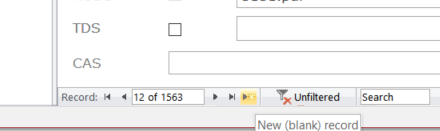 TDS
CAS
Record: 12 of 1563 Unfiltered Search
New (blank) record